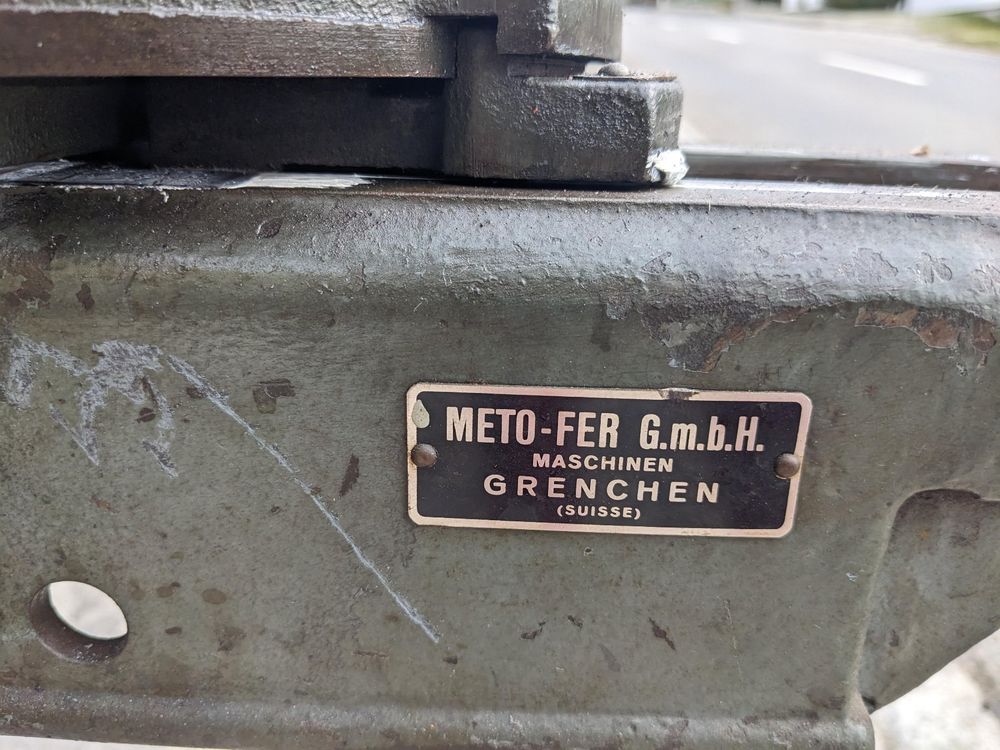 METO-FER G.m.b.H.
MASCHINEN
GRENCHEN
(SUISSE)